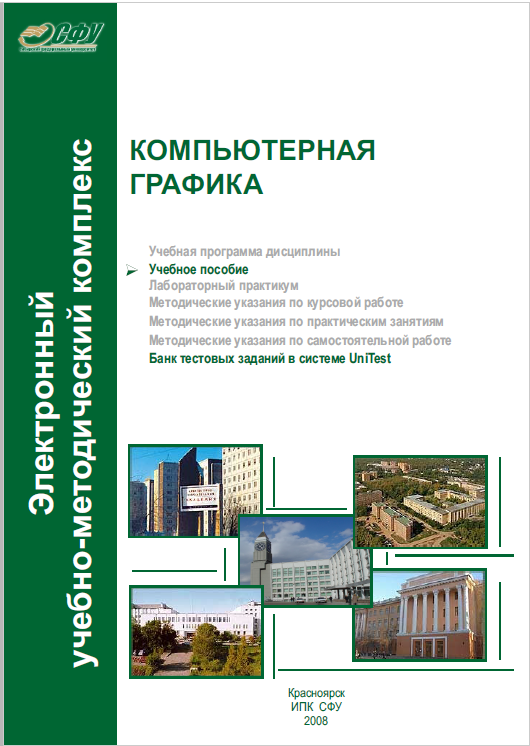 СФУ
Электронный
учебно-методический комплекс
КОМПЬЮТЕРНАЯ
ГРАФИКА
Учебная программа дисциплины
Учебное пособие
Лабораторный практикум
Методические указания по курсовой работе
Методические указания по практическим занятиям
Методические указания по самостоятельной работе
Банк тестовых заданий в системе UniTest
Красноярск
ИПК СФУ
2008